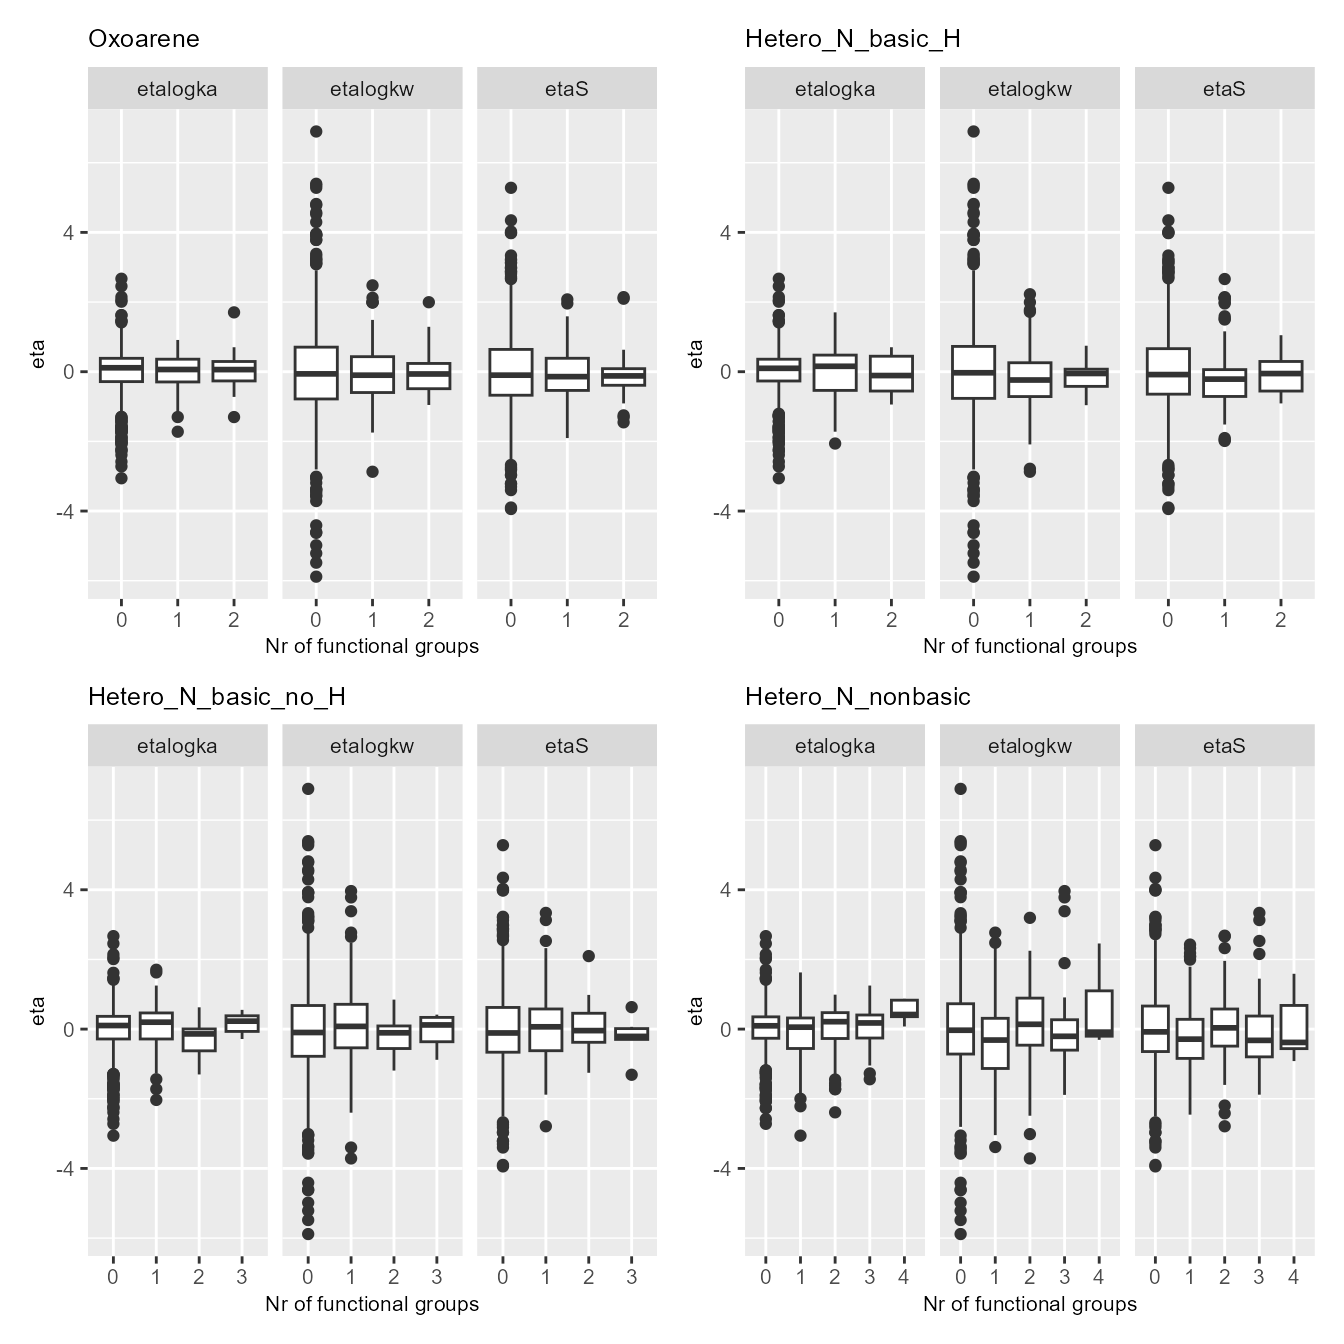 Oxoarene
etalogka etalogkw etaS
eta
4
0
-4
0 1 2 0 1 2 0 1 2
Nr of functional groups
Hetero_N_basic_H
etalogka etalogkw etaS
eta
4
0
-4
0 1 2 0 1 2 0 1 2
Nr of functional groups
Hetero_N_basic_no_H
etalogka etalogkw etaS
eta
4
0
-4
0 1 2 3 0 1 2 3 0 1 2 3
Nr of functional groups
Hetero_N_nonbasic
etalogka etalogkw etaS
eta
4
0
-4
0 1 2 3 4 0 1 2 3 4 0 1 2 3 4
Nr of functional groups